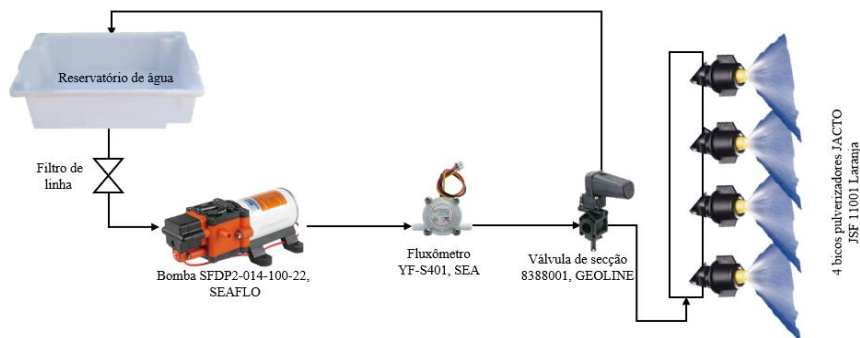 Reservatório de água
Filtro de
linha
Bomba SFDP2-014-100-22,
SEAFLO
Fluxômetro
YF-S401, SEA
Válvula de secção
8388001, GEOLINE
4 bicos pulverizadores JACTO
JSF 11001 Laranja